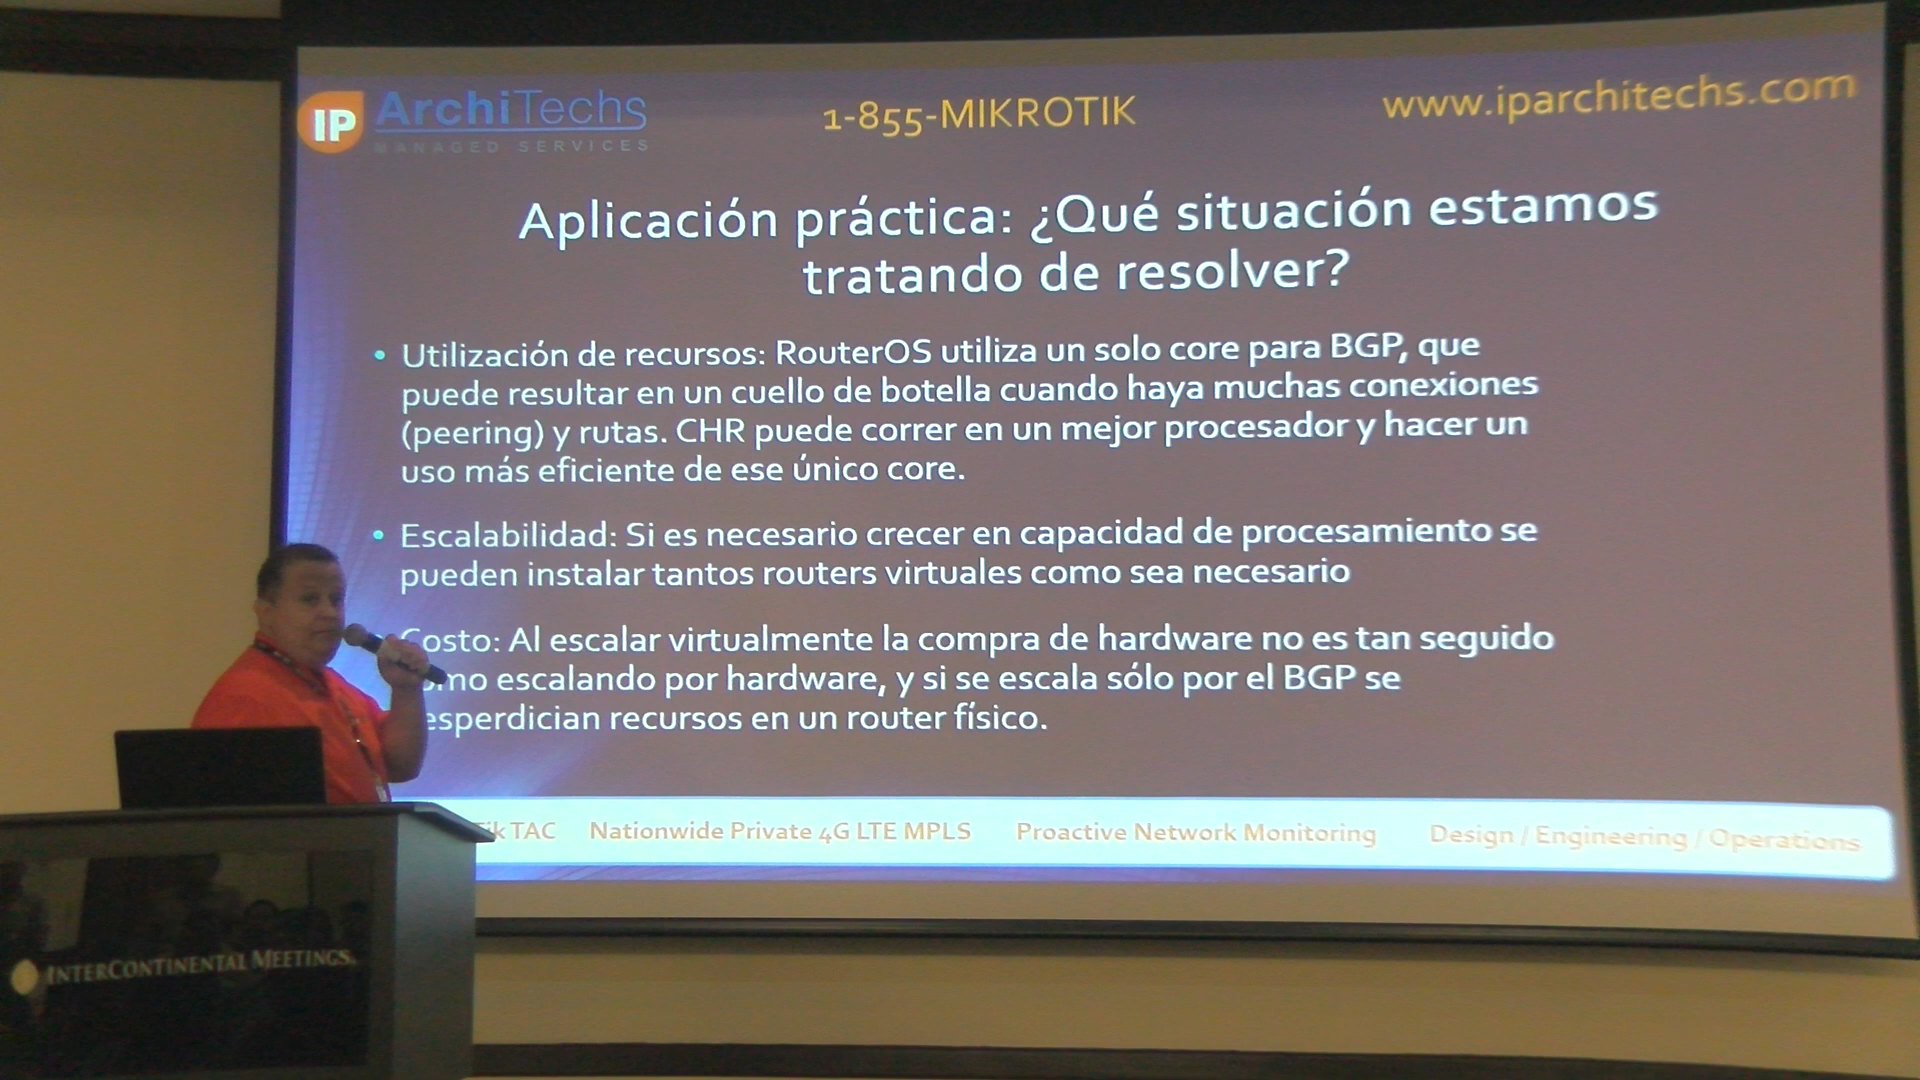 IP ArchiTechs
MANAGED SERVICES
1-855-MIKROTIK
www.iparchitechs.com
Aplicación práctica: ¿Qué situación estamos
tratando de resolver?
• Utilización de recursos: RouterOS utiliza un solo core para BGP, que
puede resultar en un cuello de botella cuando haya muchas conexiones
(peering) y rutas. CHR puede correr en un mejor procesador y hacer un
uso más eficiente de ese único core.
• Escalabilidad: Si es necesario crecer en capacidad de procesamiento se
pueden instalar tantos routers virtuales como sea necesario
Costo: Al escalar virtualmente la compra de hardware no es tan seguido
escalando por hardware, y si se escala sólo por el BGP se
recursos en un router físico.
TAC Nationwide Private 4G LTE MPLS Proactive Network Monitoring Design / Engineering / Operations
INTERCONTINENTAL MEETINGS.